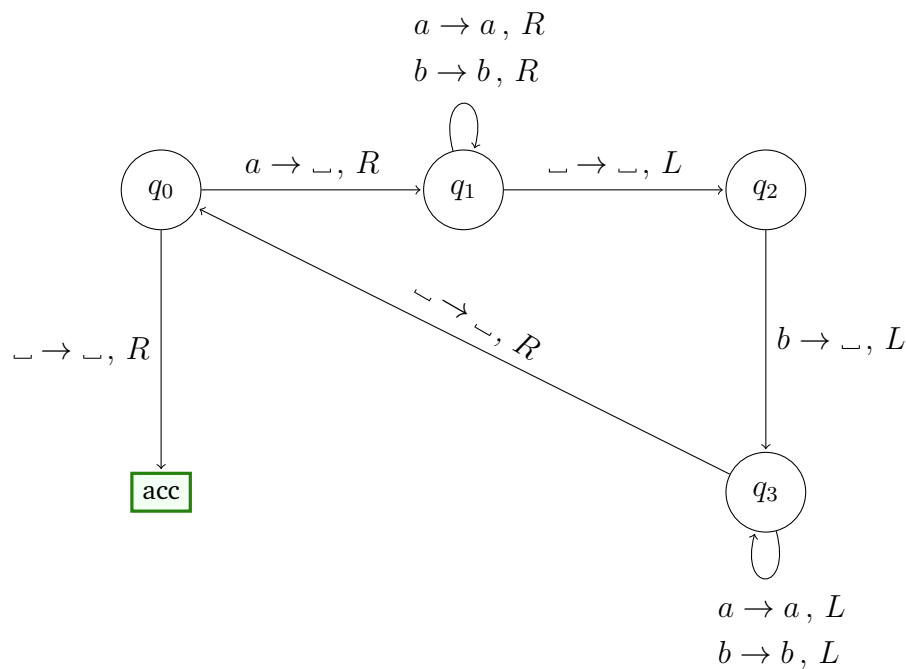 a → a , R
b → b , R
a → ␣ , R
␣ → ␣ , L
q₀
q₁
q₂
␣ → ␣ , R
␣ → ␣ , R
b → ␣ , L
acc
q₃
a → a , L
b → b , L